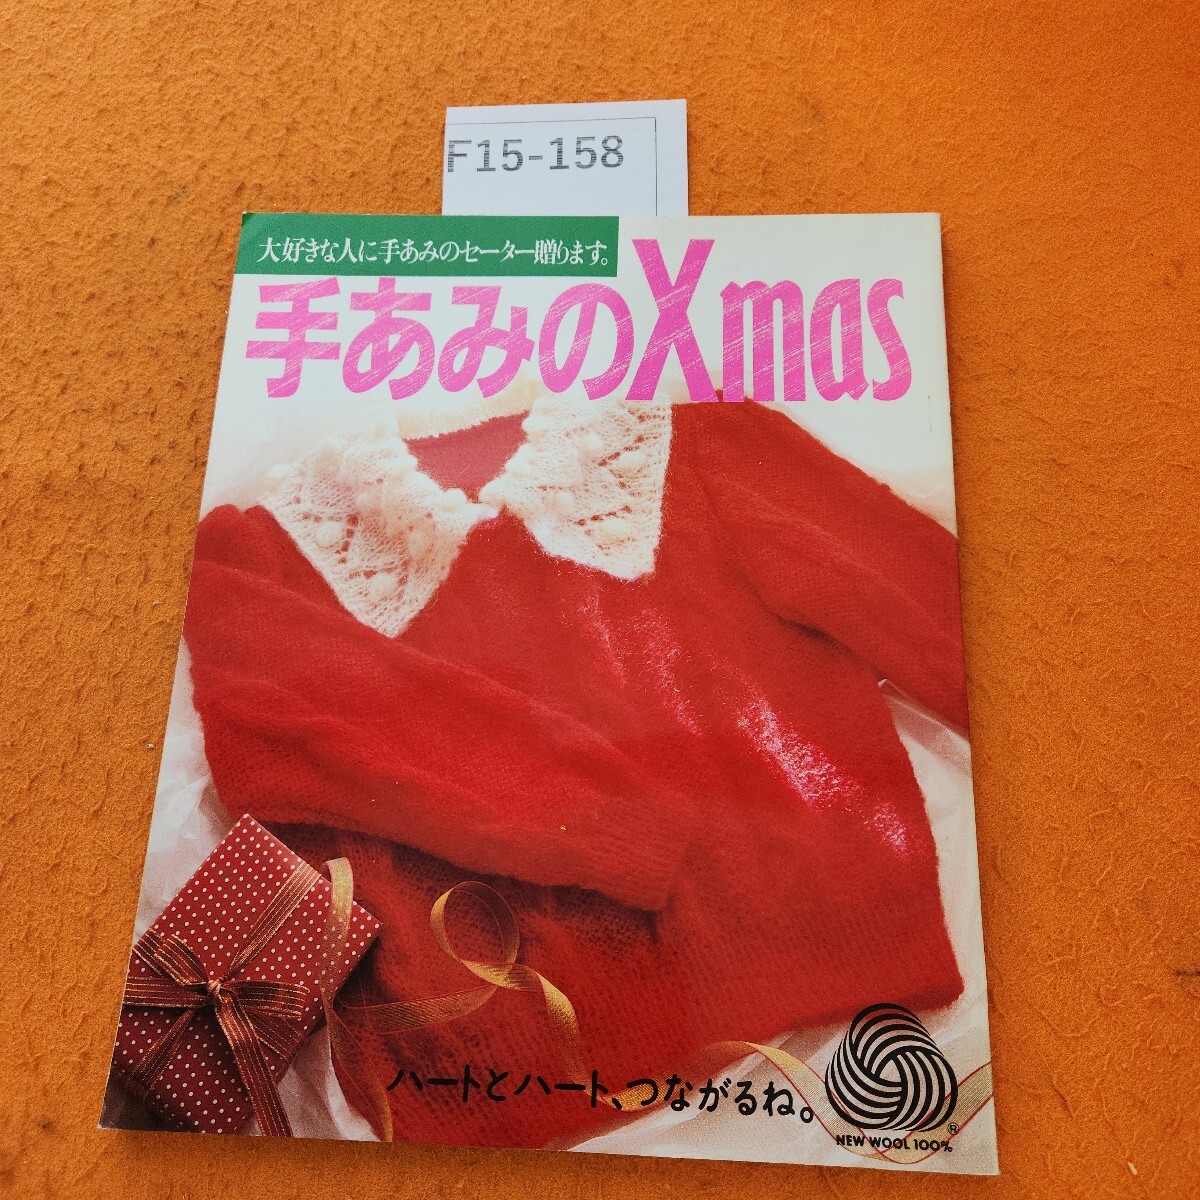 F15-158
大好きな人に手あみのセーター贈ります。
手あみのXmas
ハートとハート、つながるね。
®
NEW WOOL 100%